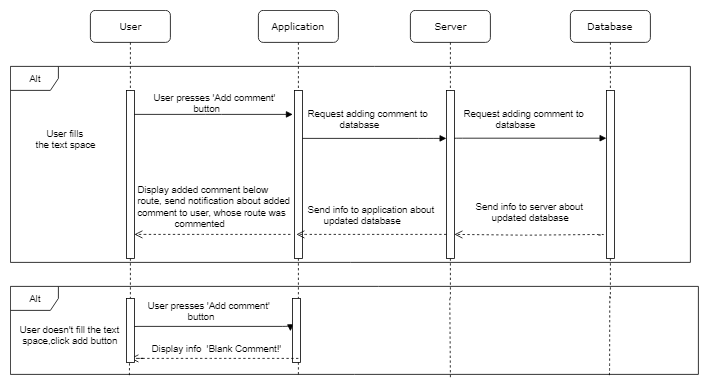 User
Application
Server
Database
Alt
User presses 'Add comment'
button
Request adding comment to
database
Request adding comment to
database
User fills
the text space
Display added comment below
route, send notification about added
comment to user, whose route was
commented
Send info to application about
updated database
Send info to server about
updated database
Alt
User presses 'Add comment'
button
User doesn't fill the text
space,click add button
Display info 'Blank Comment!'